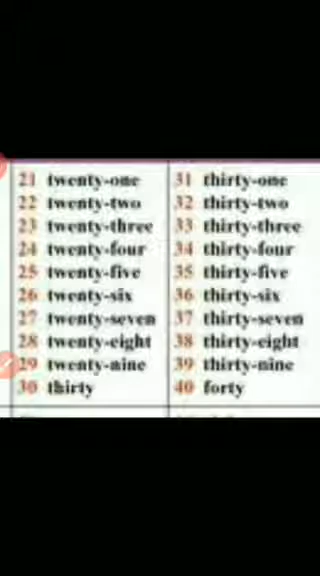 21 twenty-one
22 twenty-two
23 twenty-three
24 twenty-four
25 twenty-five
26 twenty-six
27 twenty-seven
28 twenty-eight
29 twenty-nine
30 thirty
31 thirty-one
32 thirty-two
33 thirty-three
34 thirty-four
35 thirty-five
36 thirty-six
37 thirty-seven
38 thirty-eight
39 thirty-nine
40 forty